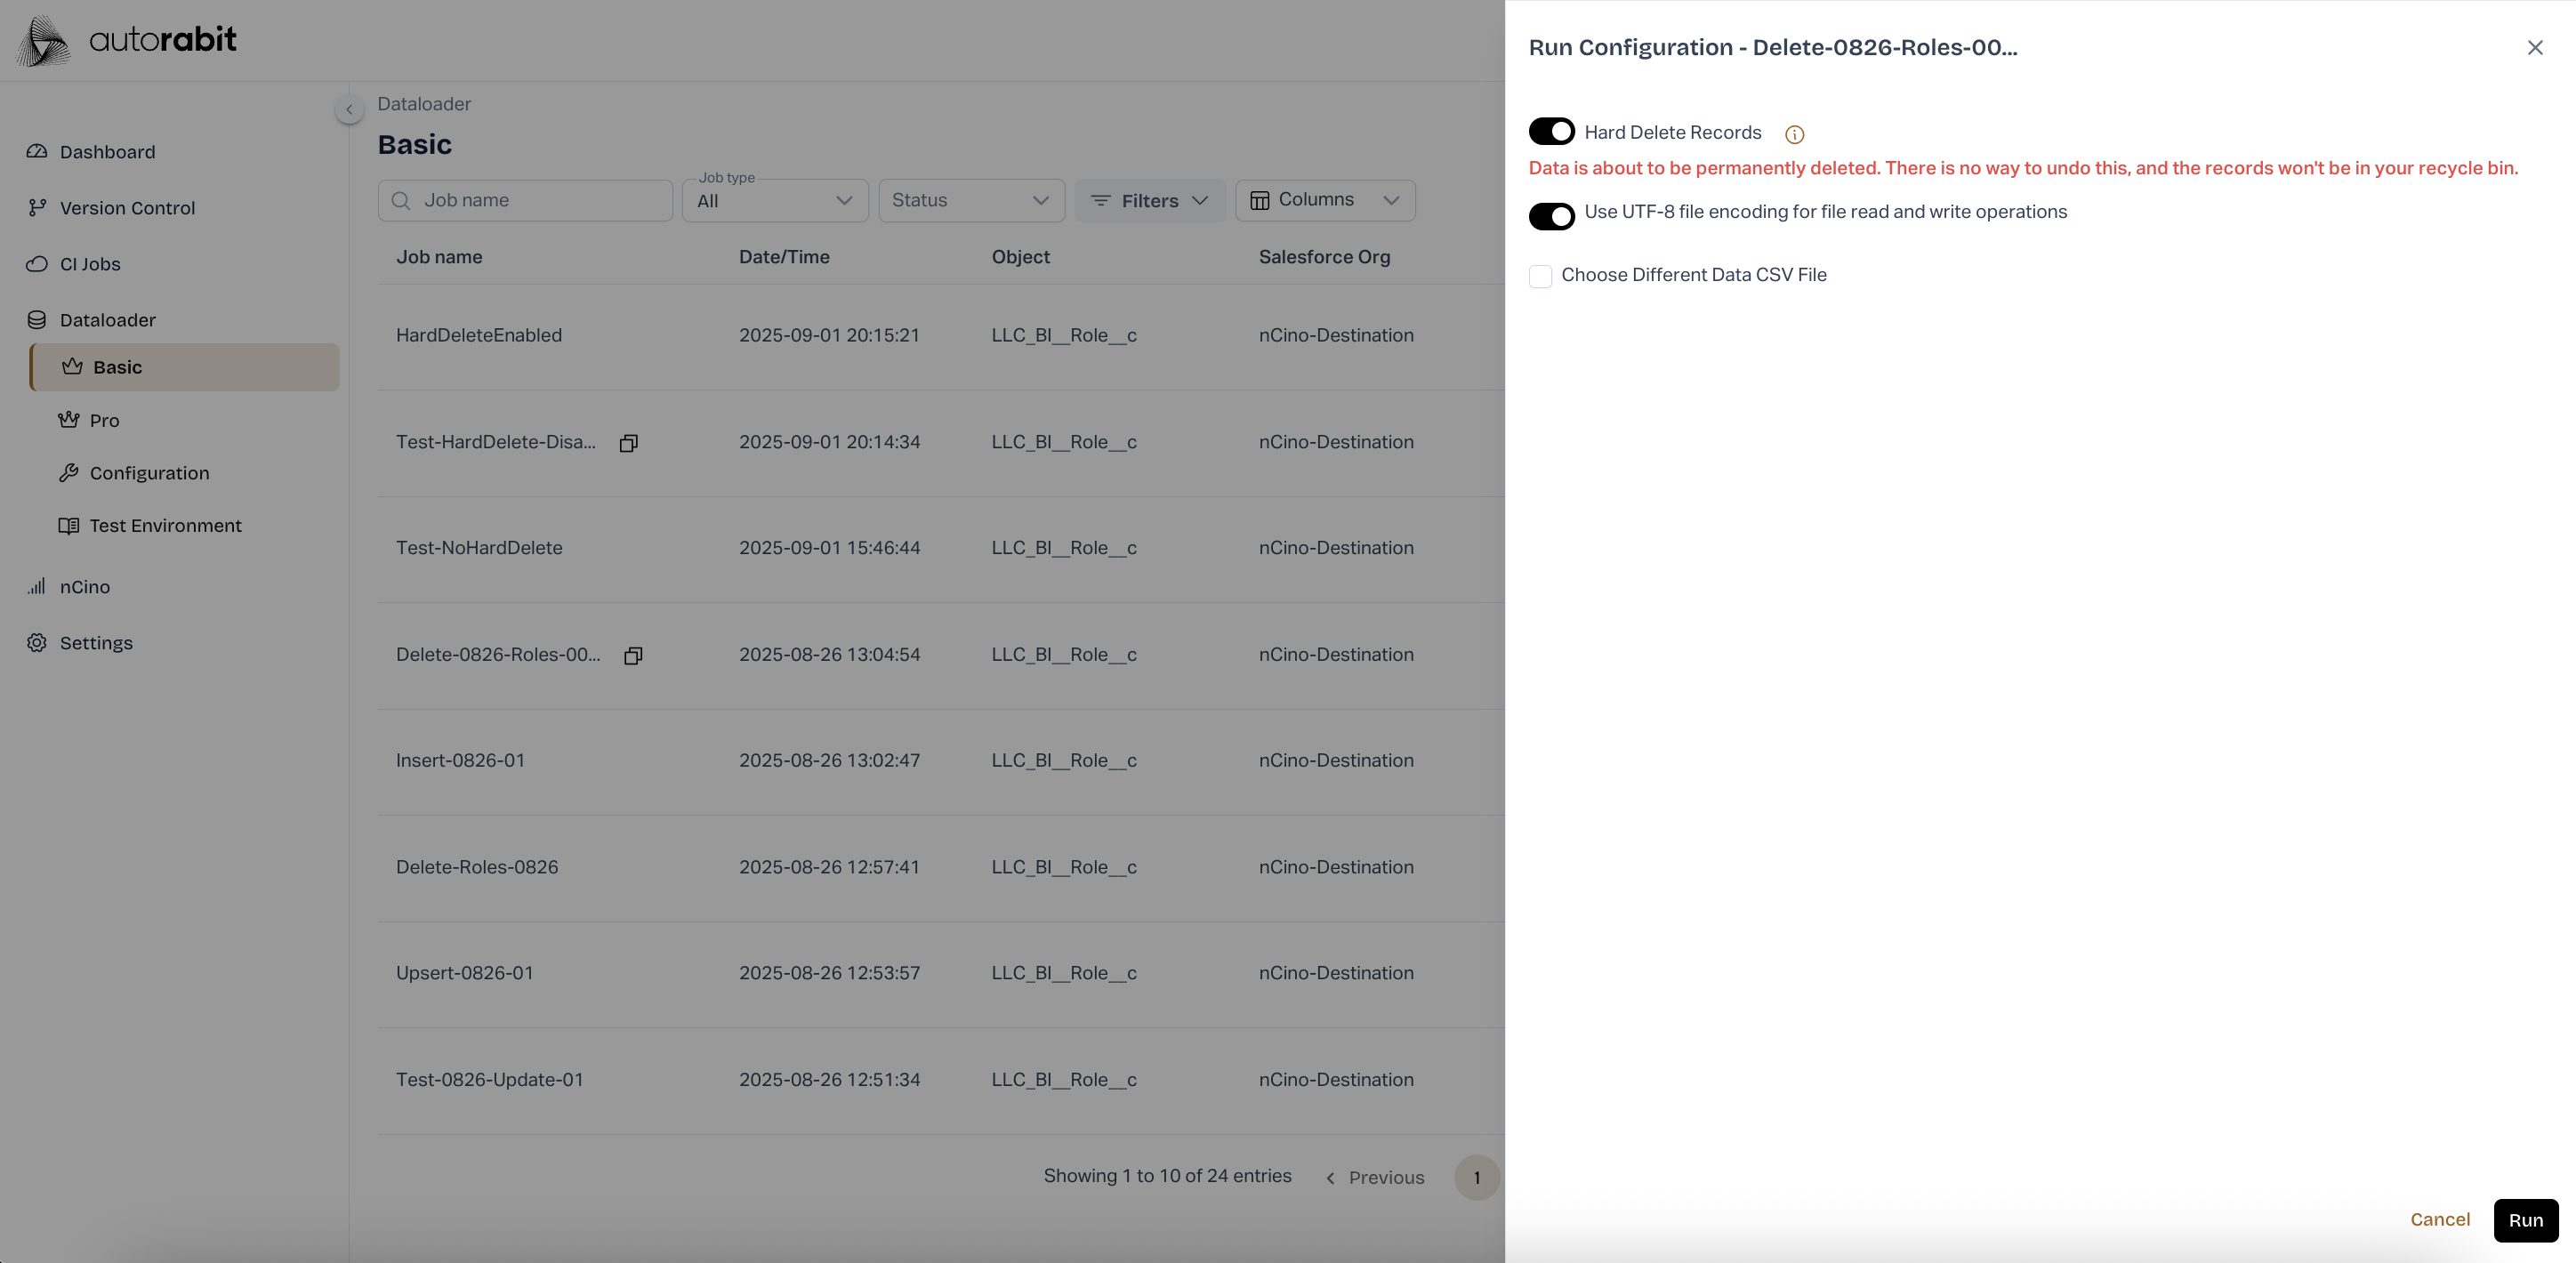 autorabit
Dashboard
Version Control
CI Jobs
Dataloader
Basic
Pro
Configuration
Test Environment
nCino
Settings
Dataloader
Basic
Job name
Job type
All
Status
Filters
Columns
Job name Date/Time Object Salesforce Org
HardDeleteEnabled 2025-09-01 20:15:21 LLC_BI__Role__c nCino-Destination
Test-HardDelete-Disa... 2025-09-01 20:14:34 LLC_BI__Role__c nCino-Destination
Test-NoHardDelete 2025-09-01 15:46:44 LLC_BI__Role__c nCino-Destination
Delete-0826-Roles-00... 2025-08-26 13:04:54 LLC_BI__Role__c nCino-Destination
Insert-0826-01 2025-08-26 13:02:47 LLC_BI__Role__c nCino-Destination
Delete-Roles-0826 2025-08-26 12:57:41 LLC_BI__Role__c nCino-Destination
Upsert-0826-01 2025-08-26 12:53:57 LLC_BI__Role__c nCino-Destination
Test-0826-Update-01 2025-08-26 12:51:34 LLC_BI__Role__c nCino-Destination
Showing 1 to 10 of 24 entries Previous 1
Run Configuration - Delete-0826-Roles-00...
Hard Delete Records
Data is about to be permanently deleted. There is no way to undo this, and the records won't be in your recycle bin.
Use UTF-8 file encoding for file read and write operations
Choose Different Data CSV File
Cancel Run